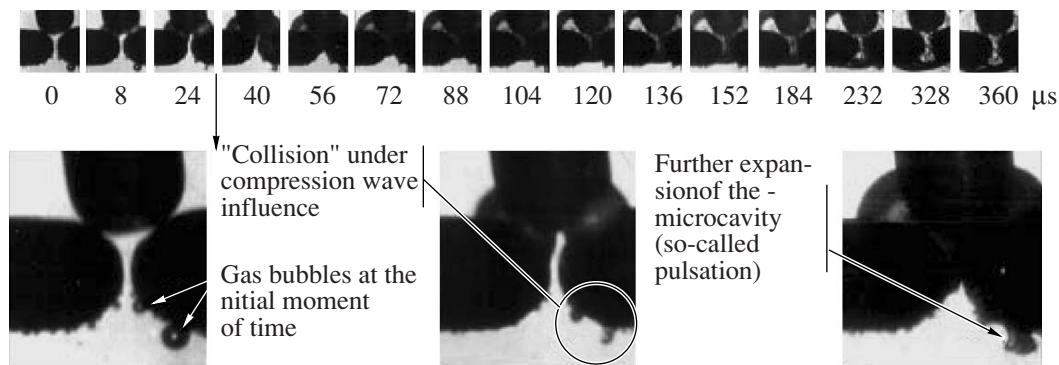 0 8 24 40 56 72 88 104 120 136 152 184 232 328 360 μs
"Collision" under
compression wave
influence
Gas bubbles at the
nitial moment
of time
Further expan-
sionof the -
microcavity
(so-called
pulsation)